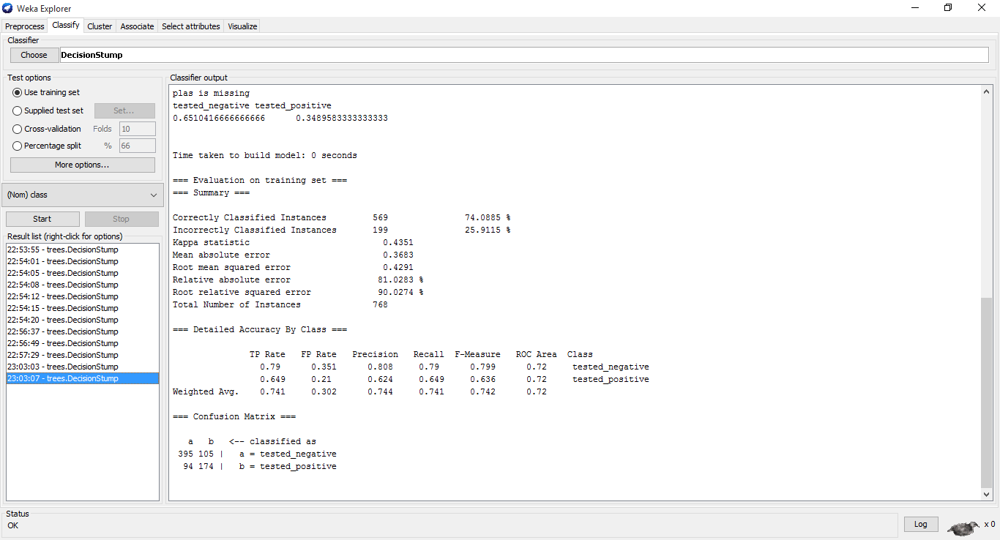 Weka Explorer
Preprocess Classify Cluster Associate Select attributes Visualize
Classifier
Choose DecisionStump
Test options
Use training set
Supplied test set Set...
Cross-validation Folds 10
Percentage split % 66
More options...
(Nom) class
Start Stop
Result list (right-click for options)
22:53:55 - trees.DecisionStump
22:54:01 - trees.DecisionStump
22:54:05 - trees.DecisionStump
22:54:08 - trees.DecisionStump
22:54:12 - trees.DecisionStump
22:54:15 - trees.DecisionStump
22:54:20 - trees.DecisionStump
22:56:37 - trees.DecisionStump
22:56:49 - trees.DecisionStump
22:57:29 - trees.DecisionStump
23:03:03 - trees.DecisionStump
23:03:07 - trees.DecisionStump
Classifier output
plas is missing
tested_negative tested_positive
0.6510416666666666 0.3489583333333333
Time taken to build model: 0 seconds
=== Evaluation on training set ===
=== Summary ===
Correctly Classified Instances 569 74.0885 %
Incorrectly Classified Instances 199 25.9115 %
Kappa statistic 0.4351
Mean absolute error 0.3683
Root mean squared error 0.4291
Relative absolute error 81.0283 %
Root relative squared error 90.0274 %
Total Number of Instances 768
=== Detailed Accuracy By Class ===
TP Rate FP Rate Precision Recall F-Measure ROC Area Class
0.79 0.351 0.808 0.79 0.799 0.72 tested_negative
0.649 0.21 0.624 0.649 0.636 0.72 tested_positive
Weighted Avg. 0.741 0.302 0.744 0.741 0.742 0.72
=== Confusion Matrix ===
a b <-- classified as
395 105 | a = tested_negative
94 174 | b = tested_positive
Status
OK
Log x 0